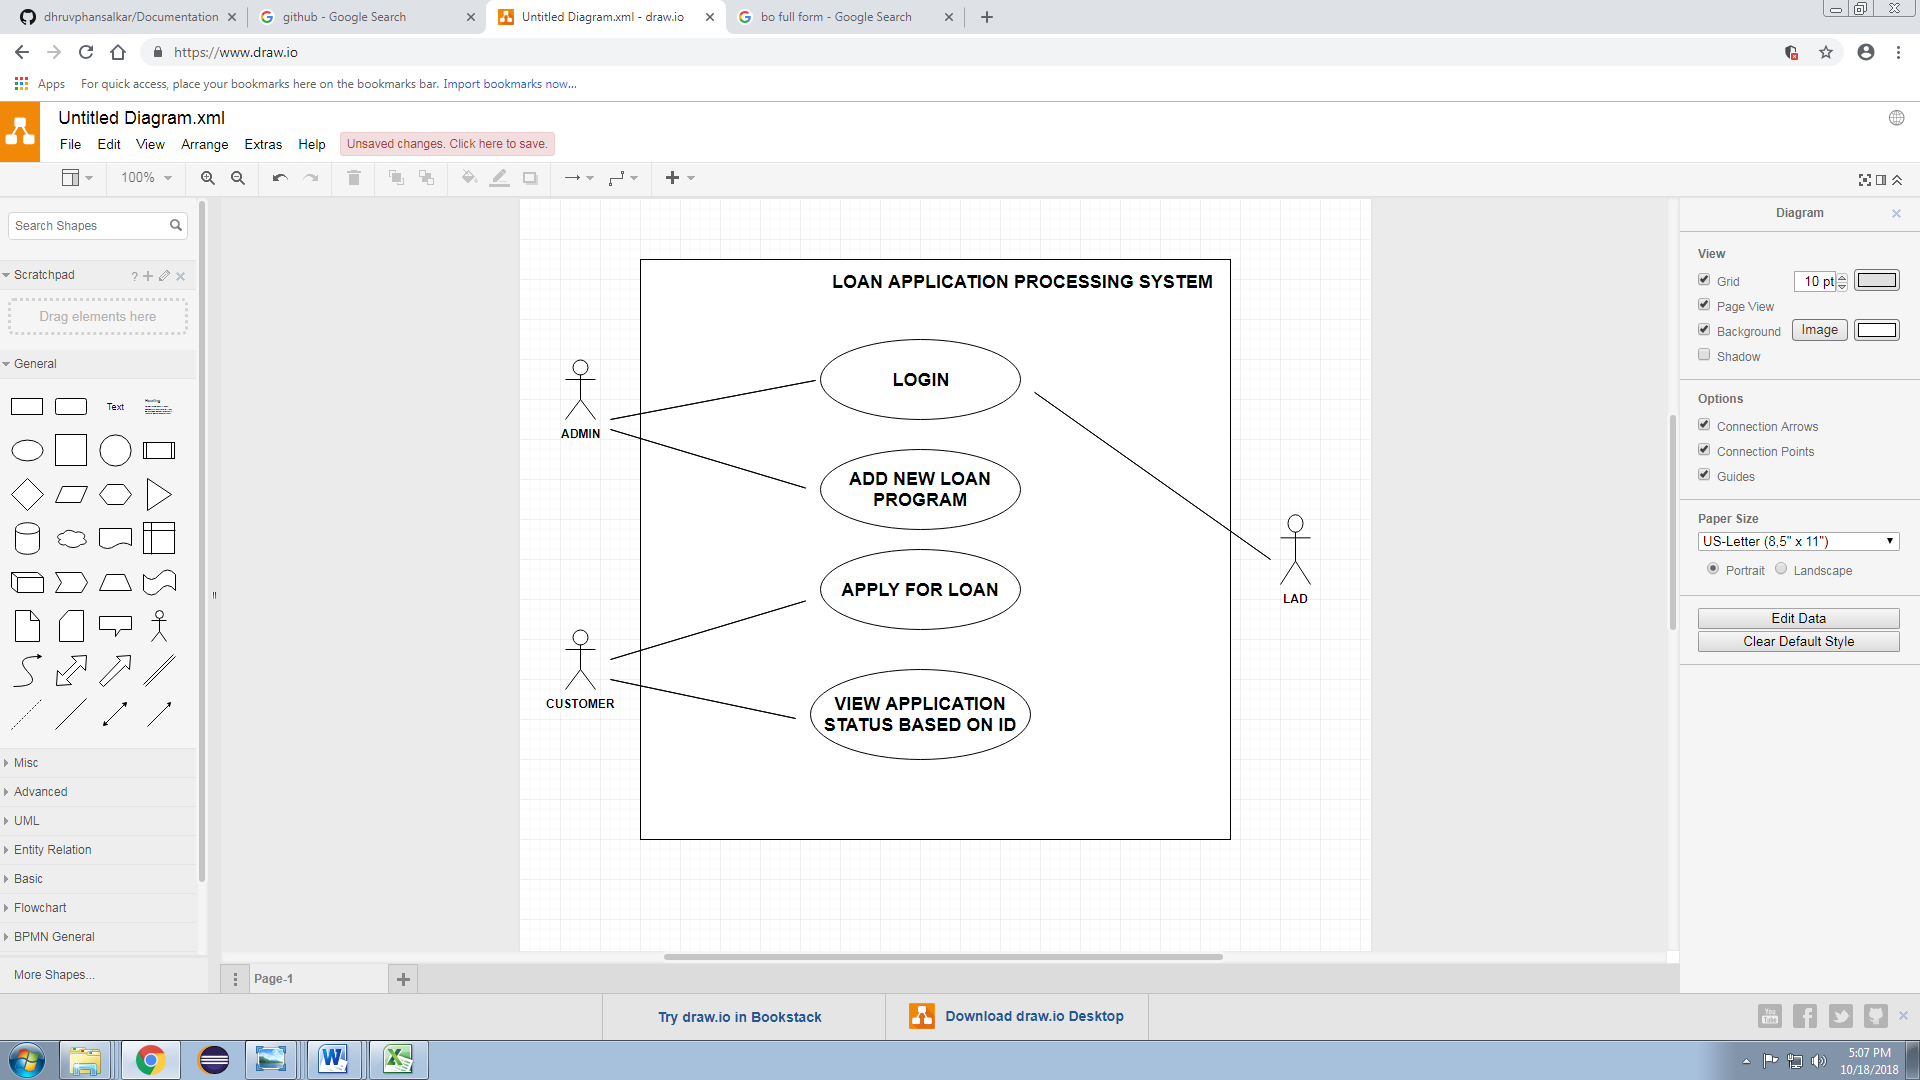 dhruvphansalkar/Documentation
github - Google Search
Untitled Diagram.xml - draw.io
bo full form - Google Search
https://www.draw.io
Apps
For quick access, place your bookmarks here on the bookmarks bar. Import bookmarks now...
Untitled Diagram.xml
File Edit View Arrange Extras Help
Unsaved changes. Click here to save.
100%
Search Shapes
Scratchpad
?
Drag elements here
General
Text
Heading
Misc
Advanced
UML
Entity Relation
Basic
Flowchart
BPMN General
More Shapes...
LOAN APPLICATION PROCESSING SYSTEM
LOGIN
ADMIN
ADD NEW LOAN
PROGRAM
APPLY FOR LOAN
LAD
CUSTOMER
VIEW APPLICATION
STATUS BASED ON ID
Page-1
Diagram
View
Grid
10 pt
Page View
Background
Image
Shadow
Options
Connection Arrows
Connection Points
Guides
Paper Size
US-Letter (8,5" x 11")
Portrait
Landscape
Edit Data
Clear Default Style
Try draw.io in Bookstack
Download draw.io Desktop
You
Tube
5:07 PM
10/18/2018